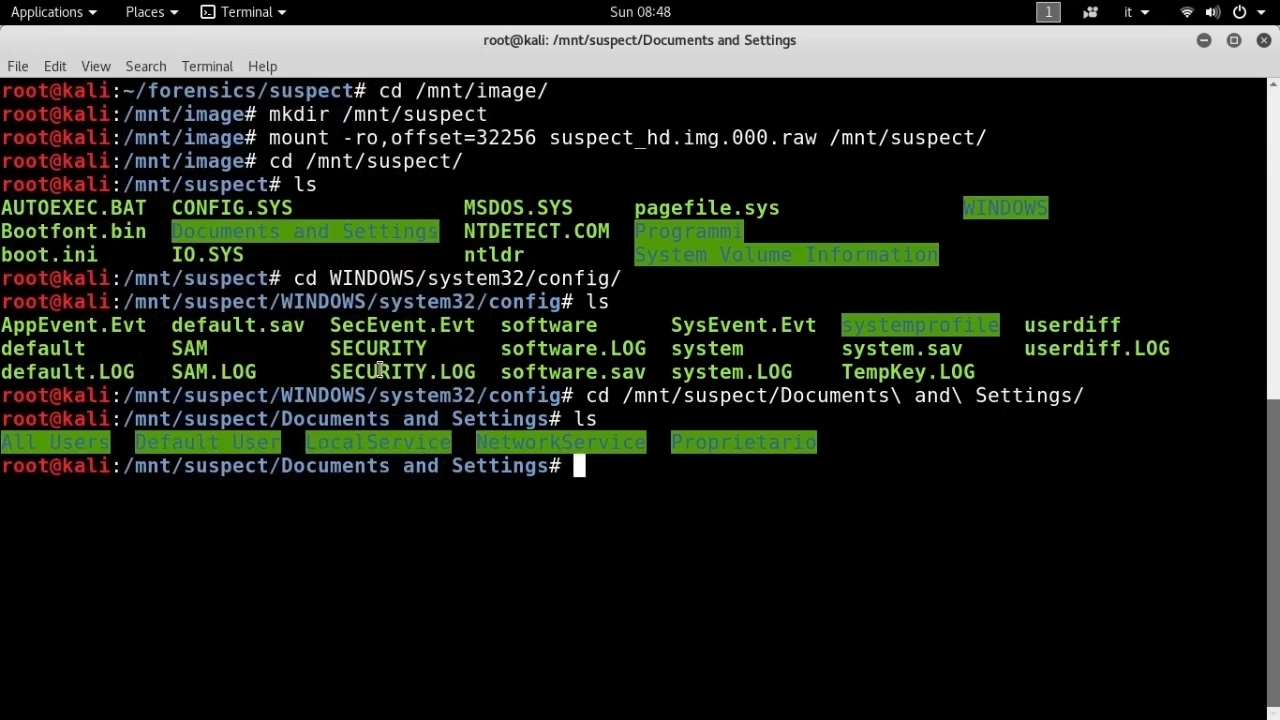 Applications Places Terminal Sun 08:48 1 it
root@kali: /mnt/suspect/Documents and Settings
File Edit View Search Terminal Help
root@kali:~/forensics/suspect# cd /mnt/image/
root@kali:/mnt/image# mkdir /mnt/suspect
root@kali:/mnt/image# mount -ro,offset=32256 suspect_hd.img.000.raw /mnt/suspect/
root@kali:/mnt/image# cd /mnt/suspect/
root@kali:/mnt/suspect# ls
AUTOEXEC.BAT CONFIG.SYS MSDOS.SYS pagefile.sys WINDOWS
Bootfont.bin Documents and Settings NTDETECT.COM Programmi
boot.ini IO.SYS ntldr System Volume Information
root@kali:/mnt/suspect# cd WINDOWS/system32/config/
root@kali:/mnt/suspect/WINDOWS/system32/config# ls
AppEvent.Evt default.sav SecEvent.Evt software SysEvent.Evt systemprofile userdiff
default SAM SECURITY software.LOG system system.sav userdiff.LOG
default.LOG SAM.LOG SECURITY.LOG software.sav system.LOG TempKey.LOG
root@kali:/mnt/suspect/WINDOWS/system32/config# cd /mnt/suspect/Documents\ and\ Settings/
root@kali:/mnt/suspect/Documents and Settings# ls
All Users Default User LocalService NetworkService Proprietario
root@kali:/mnt/suspect/Documents and Settings#